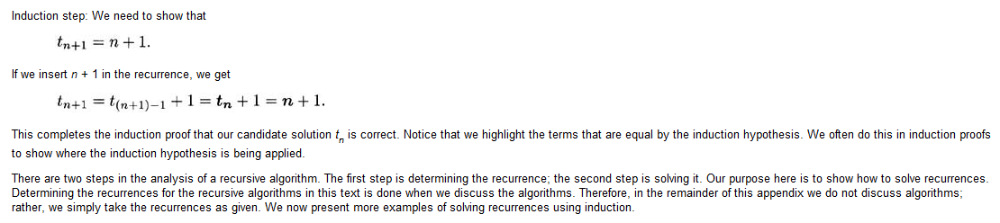 Induction step: We need to show that
tn+1 = n + 1.
If we insert n + 1 in the recurrence, we get
tn+1 = t(n+1)−1 + 1 = tn + 1 = n + 1.
This completes the induction proof that our candidate solution tn is correct. Notice that we highlight the terms that are equal by the induction hypothesis. We often do this in induction proofs
to show where the induction hypothesis is being applied.
There are two steps in the analysis of a recursive algorithm. The first step is determining the recurrence; the second step is solving it. Our purpose here is to show how to solve recurrences.
Determining the recurrences for the recursive algorithms in this text is done when we discuss the algorithms. Therefore, in the remainder of this appendix we do not discuss algorithms;
rather, we simply take the recurrences as given. We now present more examples of solving recurrences using induction.